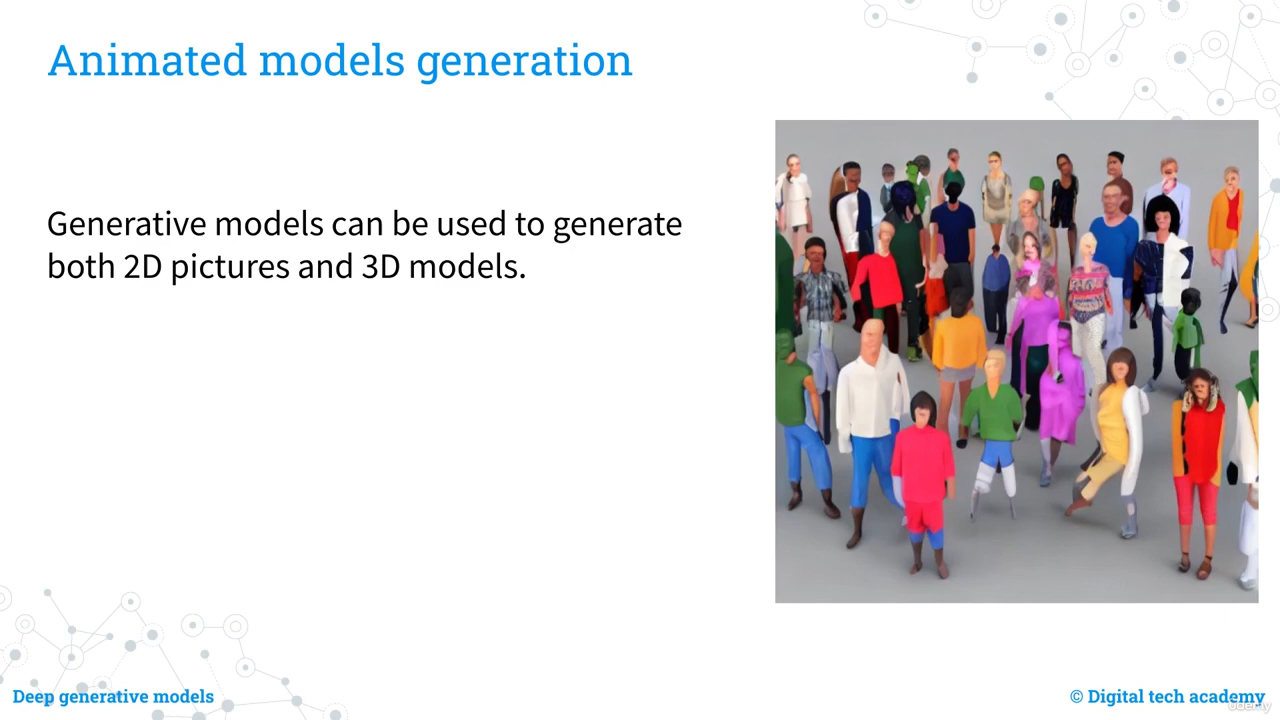 Animated models generation
Generative models can be used to generate
both 2D pictures and 3D models.
Deep generative models
© Digital tech academy
udemy